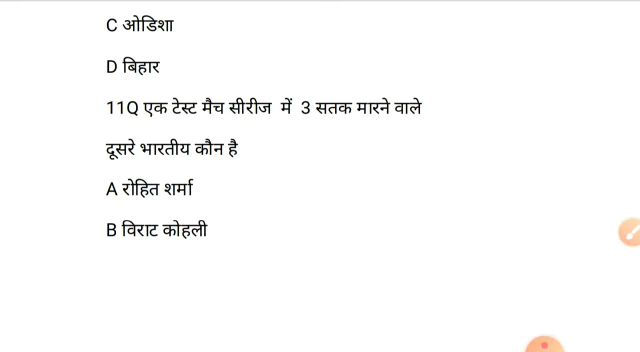 C ओडिशा
D बिहार
11Q एक टेस्ट मैच सीरीज में 3 सतक मारने वाले
दूसरे भारतीय कौन है
A रोहित शर्मा
B विराट कोहली